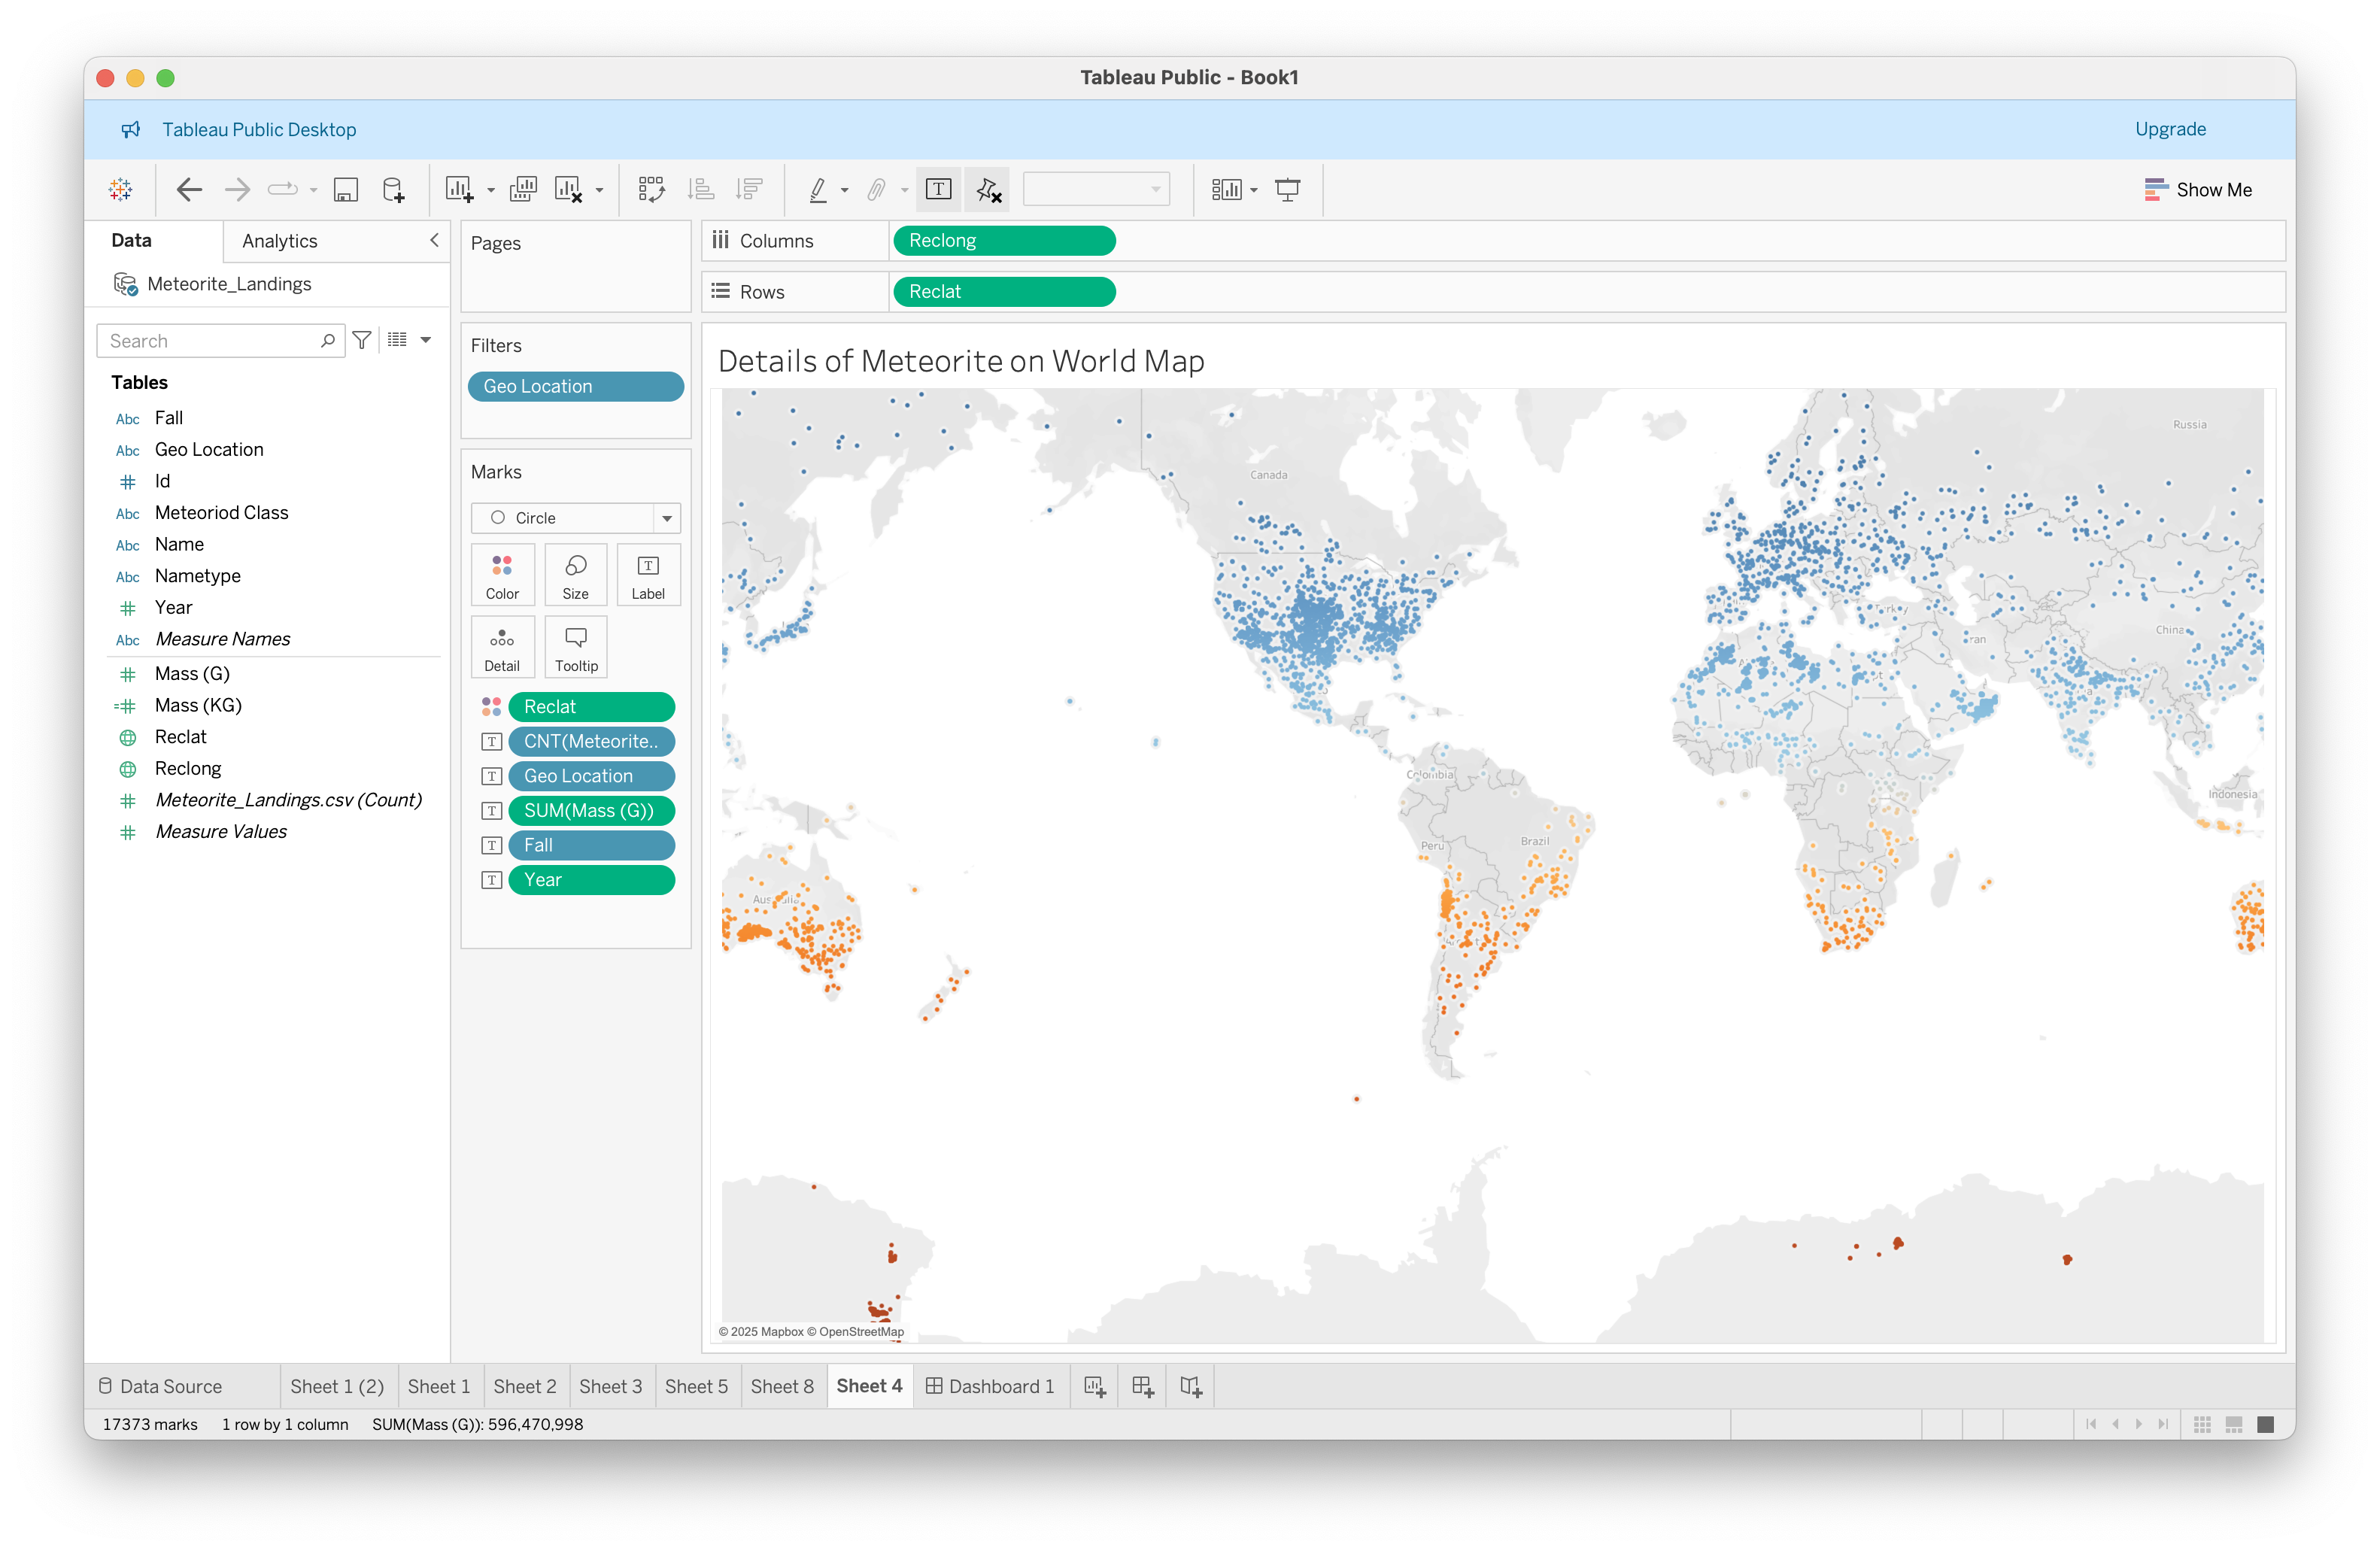 Tableau Public - Book1
Tableau Public Desktop
Upgrade
Show Me
Data
Analytics
Meteorite_Landings
Search
Tables
Abc Fall
Abc Geo Location
Id
Abc Meteoriod Class
Abc Name
Abc Nametype
Year
Abc Measure Names
Mass (G)
Mass (KG)
Reclat
Reclong
Meteorite_Landings.csv (Count)
Measure Values
Pages
Filters
Geo Location
Marks
Circle
Color
Size
Label
Detail
Tooltip
Reclat
CNT(Meteorite..
Geo Location
SUM(Mass (G))
Fall
Year
Columns
Reclong
Rows
Reclat
Details of Meteorite on World Map
Russia
Canada
Turkey
China
Colombia
Indonesia
Brazil
Peru
© 2025 Mapbox © OpenStreetMap
Data Source
Sheet 1 (2)
Sheet 1
Sheet 2
Sheet 3
Sheet 5
Sheet 8
Sheet 4
Dashboard 1
17373 marks
1 row by 1 column
SUM(Mass (G)): 596,470,998